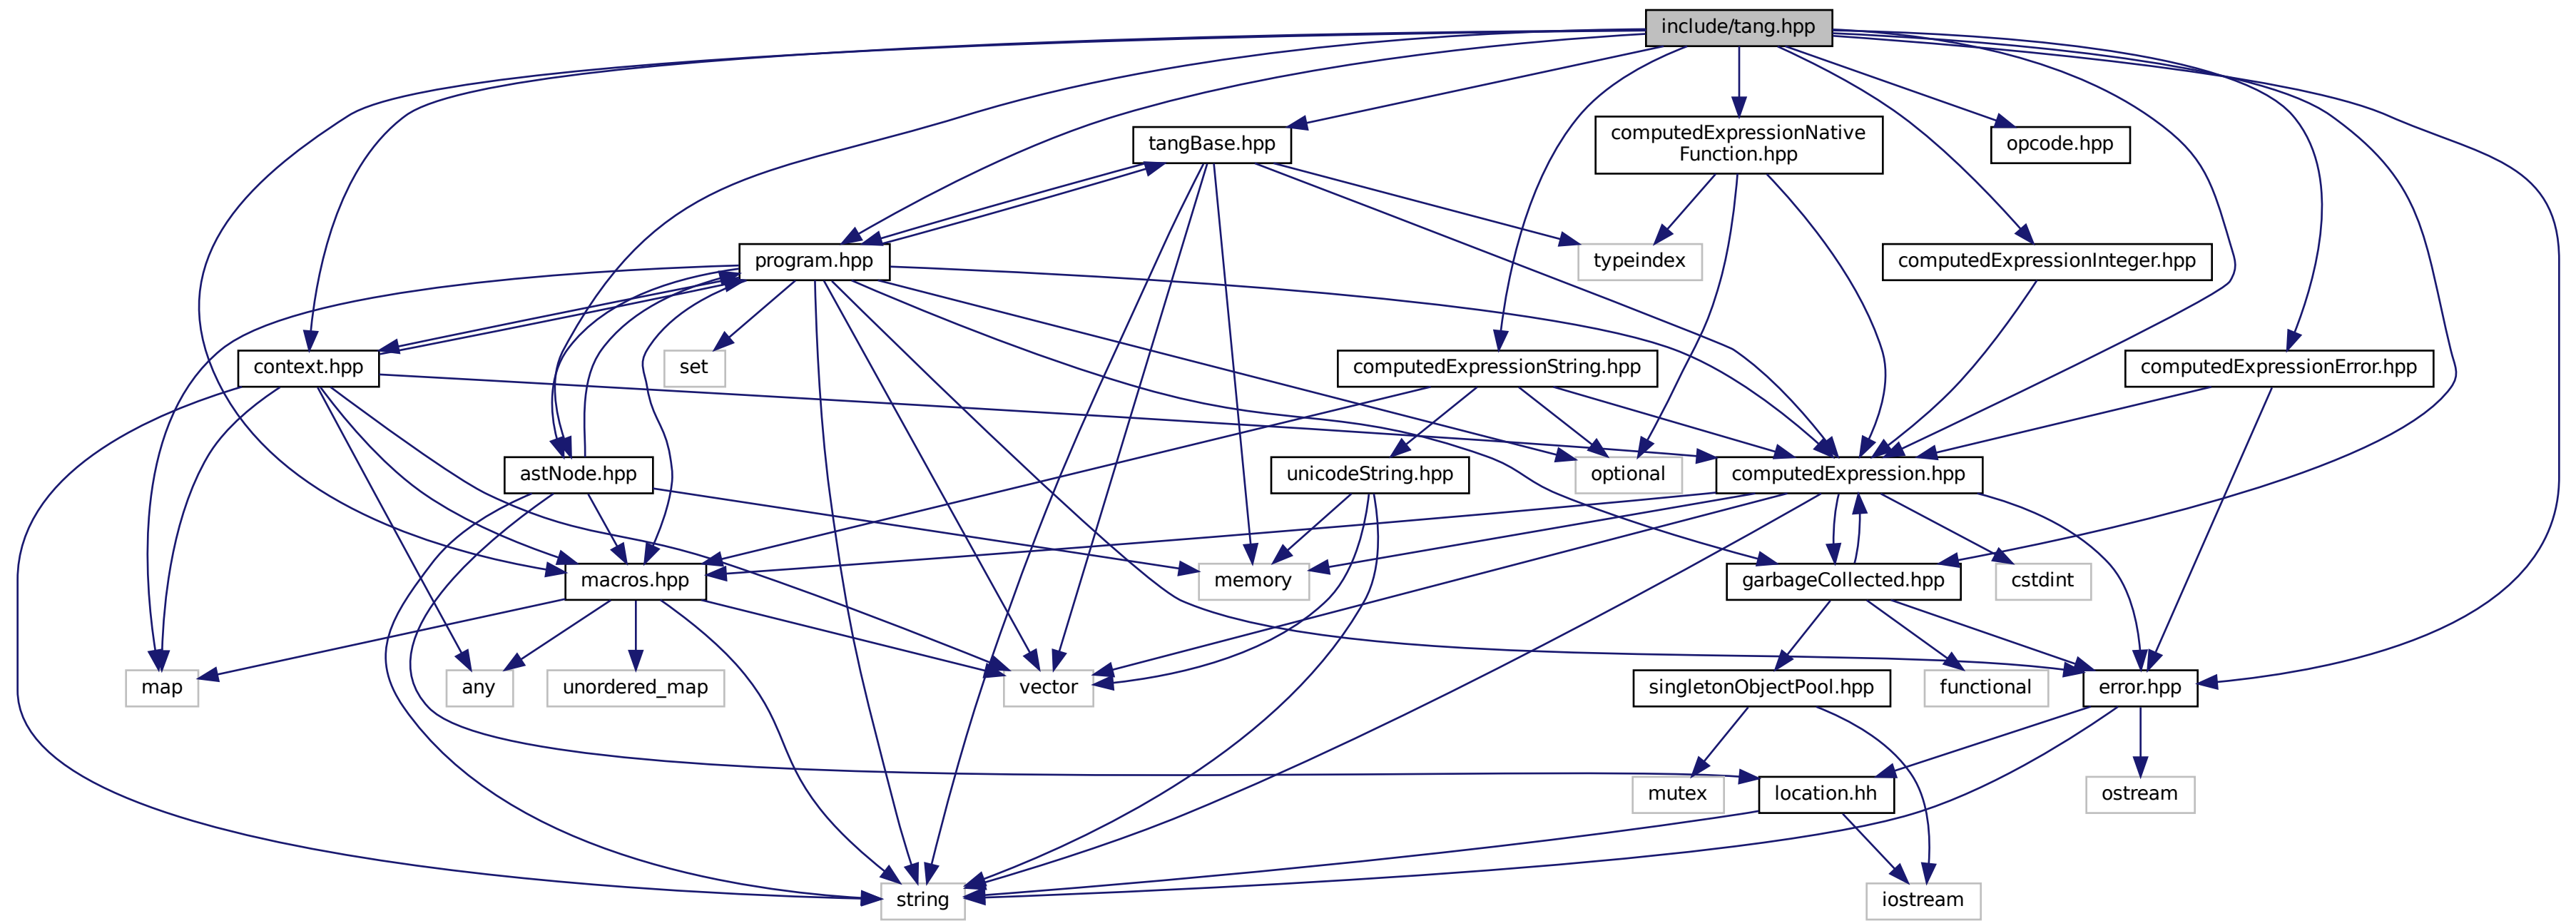 include/tang.hpp
tangBase.hpp
computedExpressionNative
Function.hpp
opcode.hpp
program.hpp
typeindex
computedExpressionInteger.hpp
context.hpp
set
computedExpressionString.hpp
computedExpressionError.hpp
astNode.hpp
unicodeString.hpp
optional
computedExpression.hpp
macros.hpp
memory
garbageCollected.hpp
cstdint
map
any
unordered_map
vector
singletonObjectPool.hpp
functional
error.hpp
mutex
location.hh
ostream
string
iostream